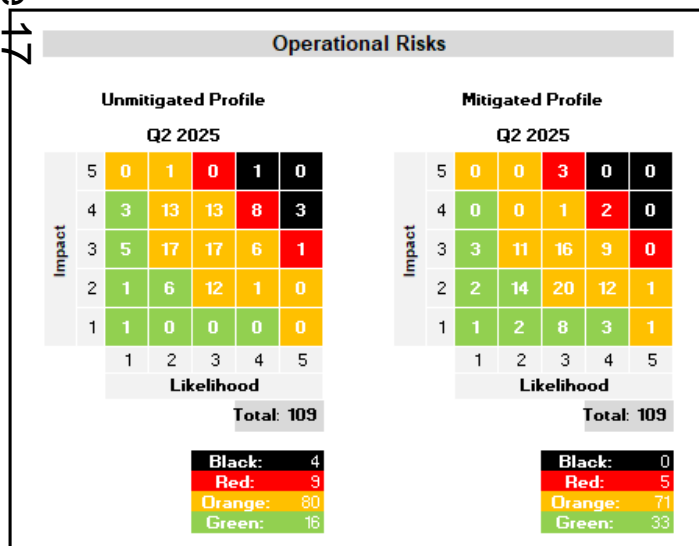 17
Operational Risks
Unmitigated Profile
Mitigated Profile
Q2 2025
Q2 2025
5 0 1 0 1 0
5 0 0 3 0 0
4 3 13 13 8 3
4 0 0 1 2 0
Impact
3 5 17 17 6 1
Impact
3 3 11 16 9 0
2 1 6 12 1 0
2 2 14 20 12 1
1 1 0 0 0 0
1 1 2 8 3 1
1 2 3 4 5
1 2 3 4 5
Likelihood
Likelihood
Total: 109
Total: 109
Black: 4
Black: 0
Red: 9
Red: 5
Orange: 80
Orange: 71
Green: 16
Green: 33